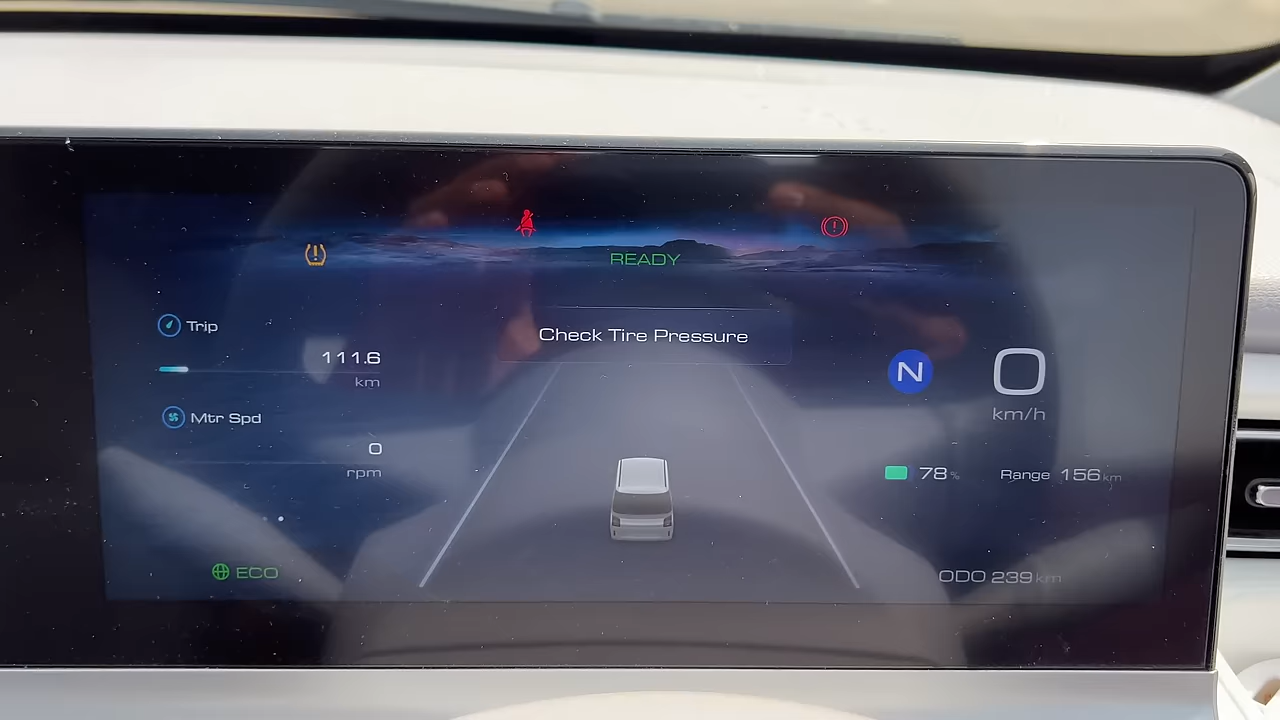 READY
Check Tire Pressure
Trip
111.6
km
Mtr Spd
0
rpm
ECO
N
0
km/h
78%
Range 156 km
ODO 239 km